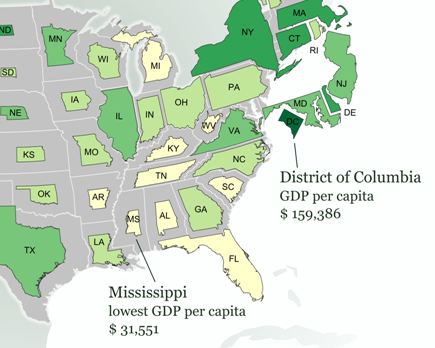 ND
MN
SD
WI
MI
NY
MA
CT
RI
NE
IA
IL
IN
OH
PA
NJ
MD
DE
DC
KS
MO
KY
WV
VA
OK
AR
TN
NC
SC
TX
LA
MS
AL
GA
FL
District of Columbia
GDP per capita
$ 159,386
Mississippi
lowest GDP per capita
$ 31,551